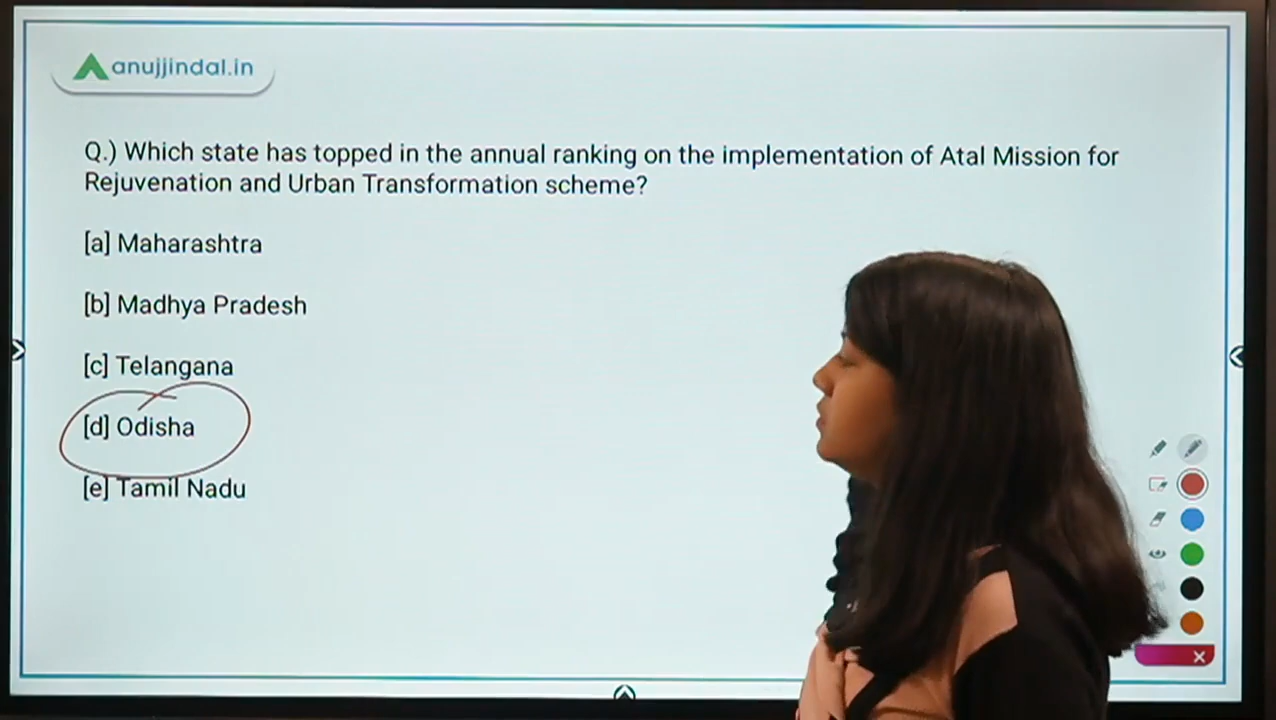 anujjindal.in
Q.) Which state has topped in the annual ranking on the implementation of Atal Mission for
Rejuvenation and Urban Transformation scheme?
[a] Maharashtra
[b] Madhya Pradesh
[c] Telangana
[d] Odisha
[e] Tamil Nadu